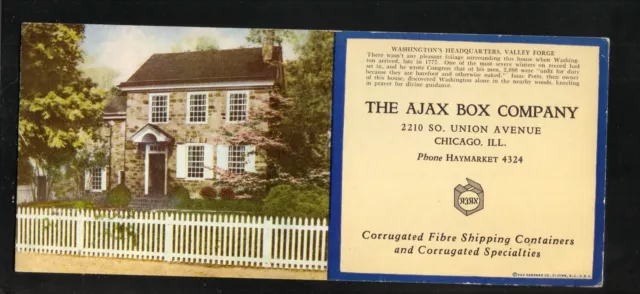 WASHINGTON'S HEADQUARTERS, VALLEY FORGE
There wasn't any pleasant foliage surrounding this house when Washing-
ton arrived, late in 1777. One of the most severe winters on record had
set in, and he wrote Congress that of his men, 2,898 were "unfit for duty
because they are barefoot and otherwise naked." Isaac Potts, then owner
of this house, discovered Washington alone in the nearby woods, kneeling
in prayer for divine guidance.
THE AJAX BOX COMPANY
2210 SO. UNION AVENUE
CHICAGO, ILL.
Phone HAYMARKET 4324
AJAX
Corrugated Fibre Shipping Containers
and Corrugated Specialties
U.S.A.